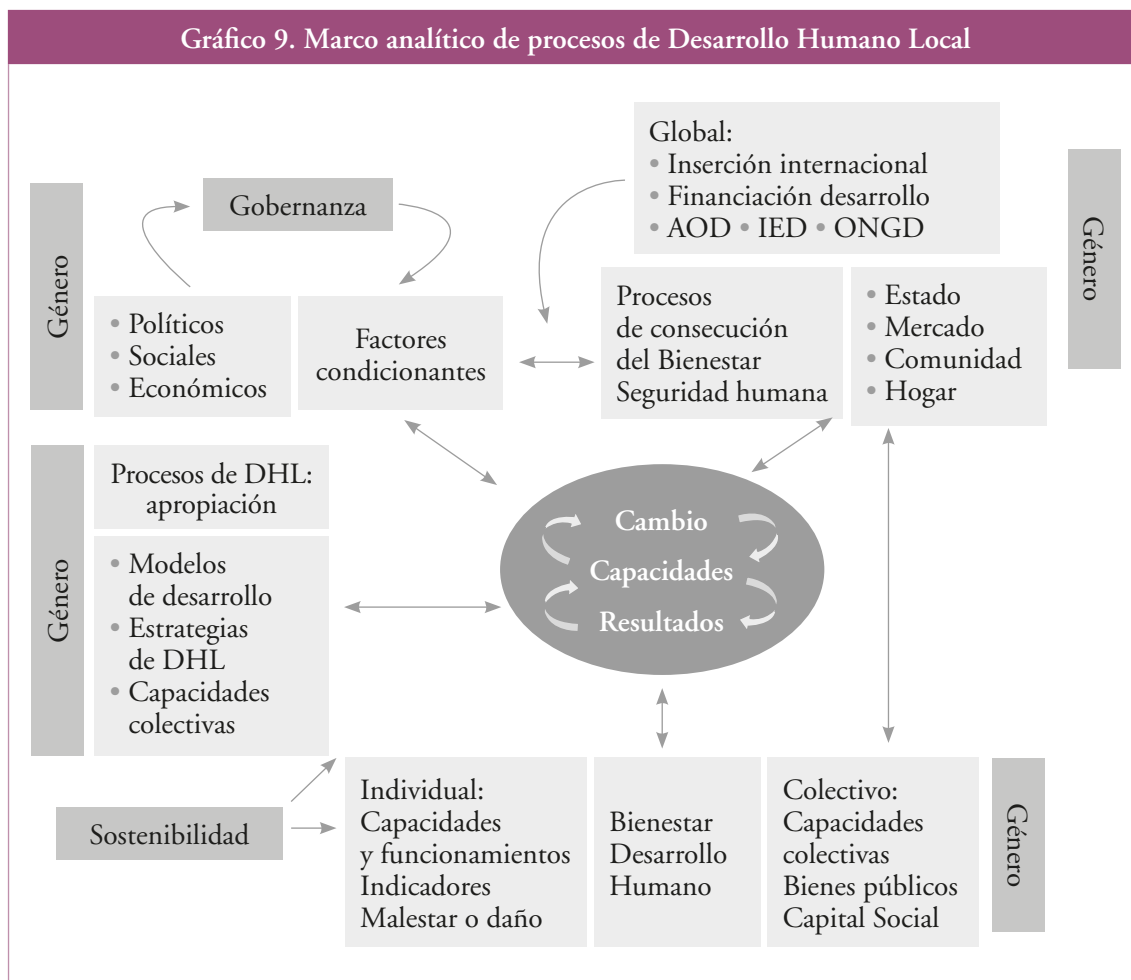 Gráfico 9. Marco analítico de procesos de Desarrollo Humano Local
Género
Gobernanza
• Políticos
• Sociales
• Económicos
Factores
condicionantes
Global:
• Inserción internacional
• Financiación desarrollo
• AOD • IED • ONGD
Procesos
de consecución
del Bienestar
Seguridad humana
• Estado
• Mercado
• Comunidad
• Hogar
Género
Género
Procesos de DHL:
apropiación
• Modelos
de desarrollo
• Estrategias
de DHL
• Capacidades
colectivas
Cambio
Capacidades
Resultados
Sostenibilidad
Individual:
Capacidades
y funcionamientos
Indicadores
Malestar o daño
Bienestar
Desarrollo
Humano
Colectivo:
Capacidades
colectivas
Bienes públicos
Capital Social
Género